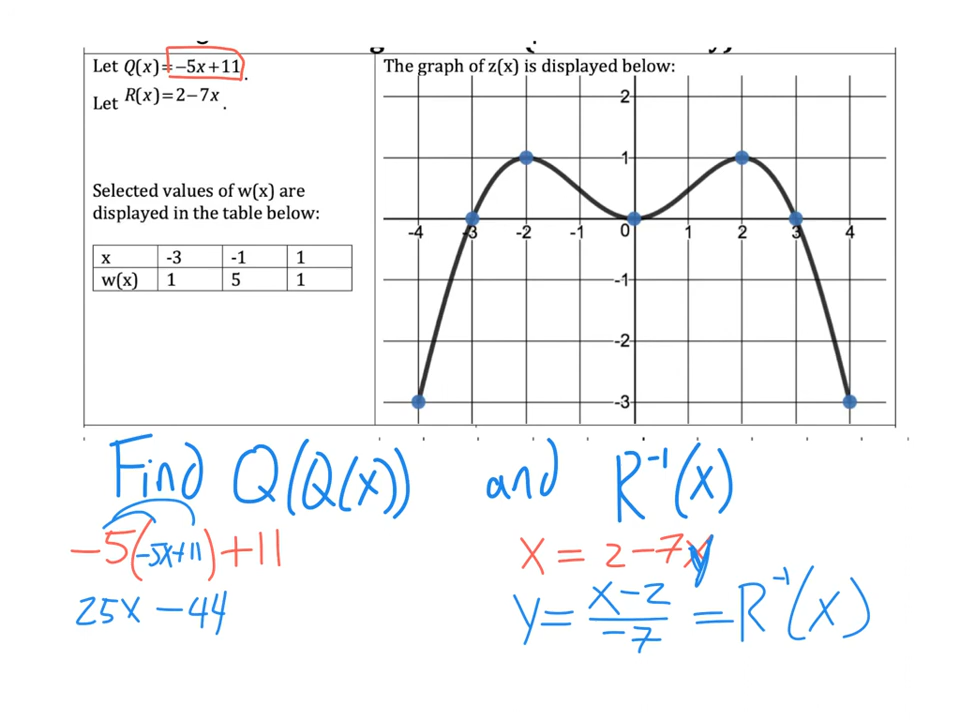 Let Q(x)=-5x+11.
Let R(x)=2-7x.
Selected values of w(x) are
displayed in the table below:
x -3 -1 1
w(x) 1 5 1
The graph of z(x) is displayed below:
2
1
-4 -3 -2 -1 0 1 2 3 4
-1
-2
-3
Find Q(Q(x)) and R⁻¹(x)
-5(-5x+11)+11
x = 2-7y
25x -44
y = x-2/-7 = R⁻¹(x)